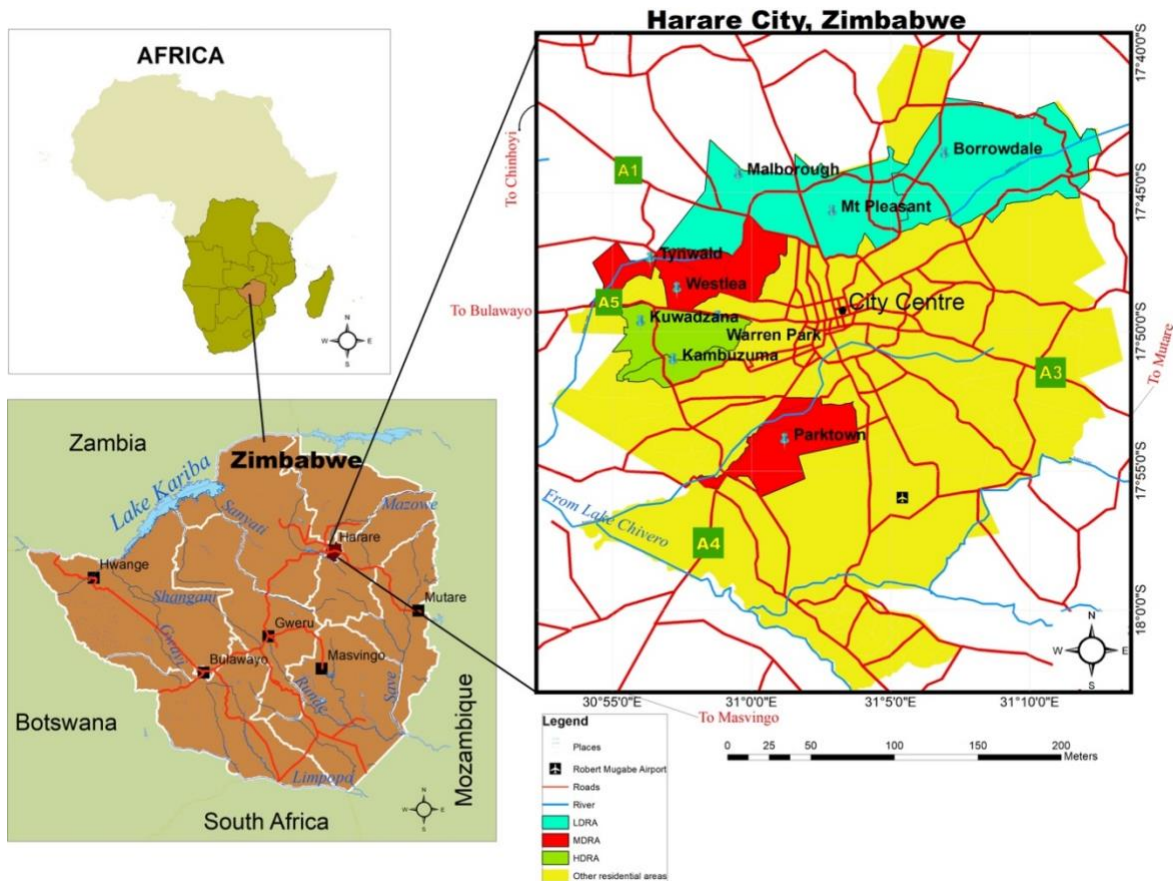 AFRICA
N
W
E
S
Harare City, Zimbabwe
17°40'0"S
17°45'0"S
17°50'0"S
17°55'0"S
18°0'0"S
To Chinhoyi
A1
Malborough
Borrowdale
Mt Pleasant
Tynwald
Westlea
A5
To Bulawayo
Kuwadzana
City Centre
Warren Park
Kambuzuma
A3
To Mutare
Parktown
Erom Lake Chivero
A4
N
W
E
S
30°55'0"E
31°0'0"E
31°5'0"E
31°10'0"E
To Masvingo
Zambia
Zimbabwe
Lake Kariba
Sanyati
Mazowe
Harare
Hwange
Shangani
Mutare
Gweru
Gwayi
Bulawayo
Masvingo
Runde
Save
Botswana
Mozambique
Limpopo
South Africa
N
W
E
S
Legend
Places
Robert Mugabe Airport
Roads
River
LDRA
MDRA
HDRA
Other residential areas
0 25 50 100 150 200
Meters